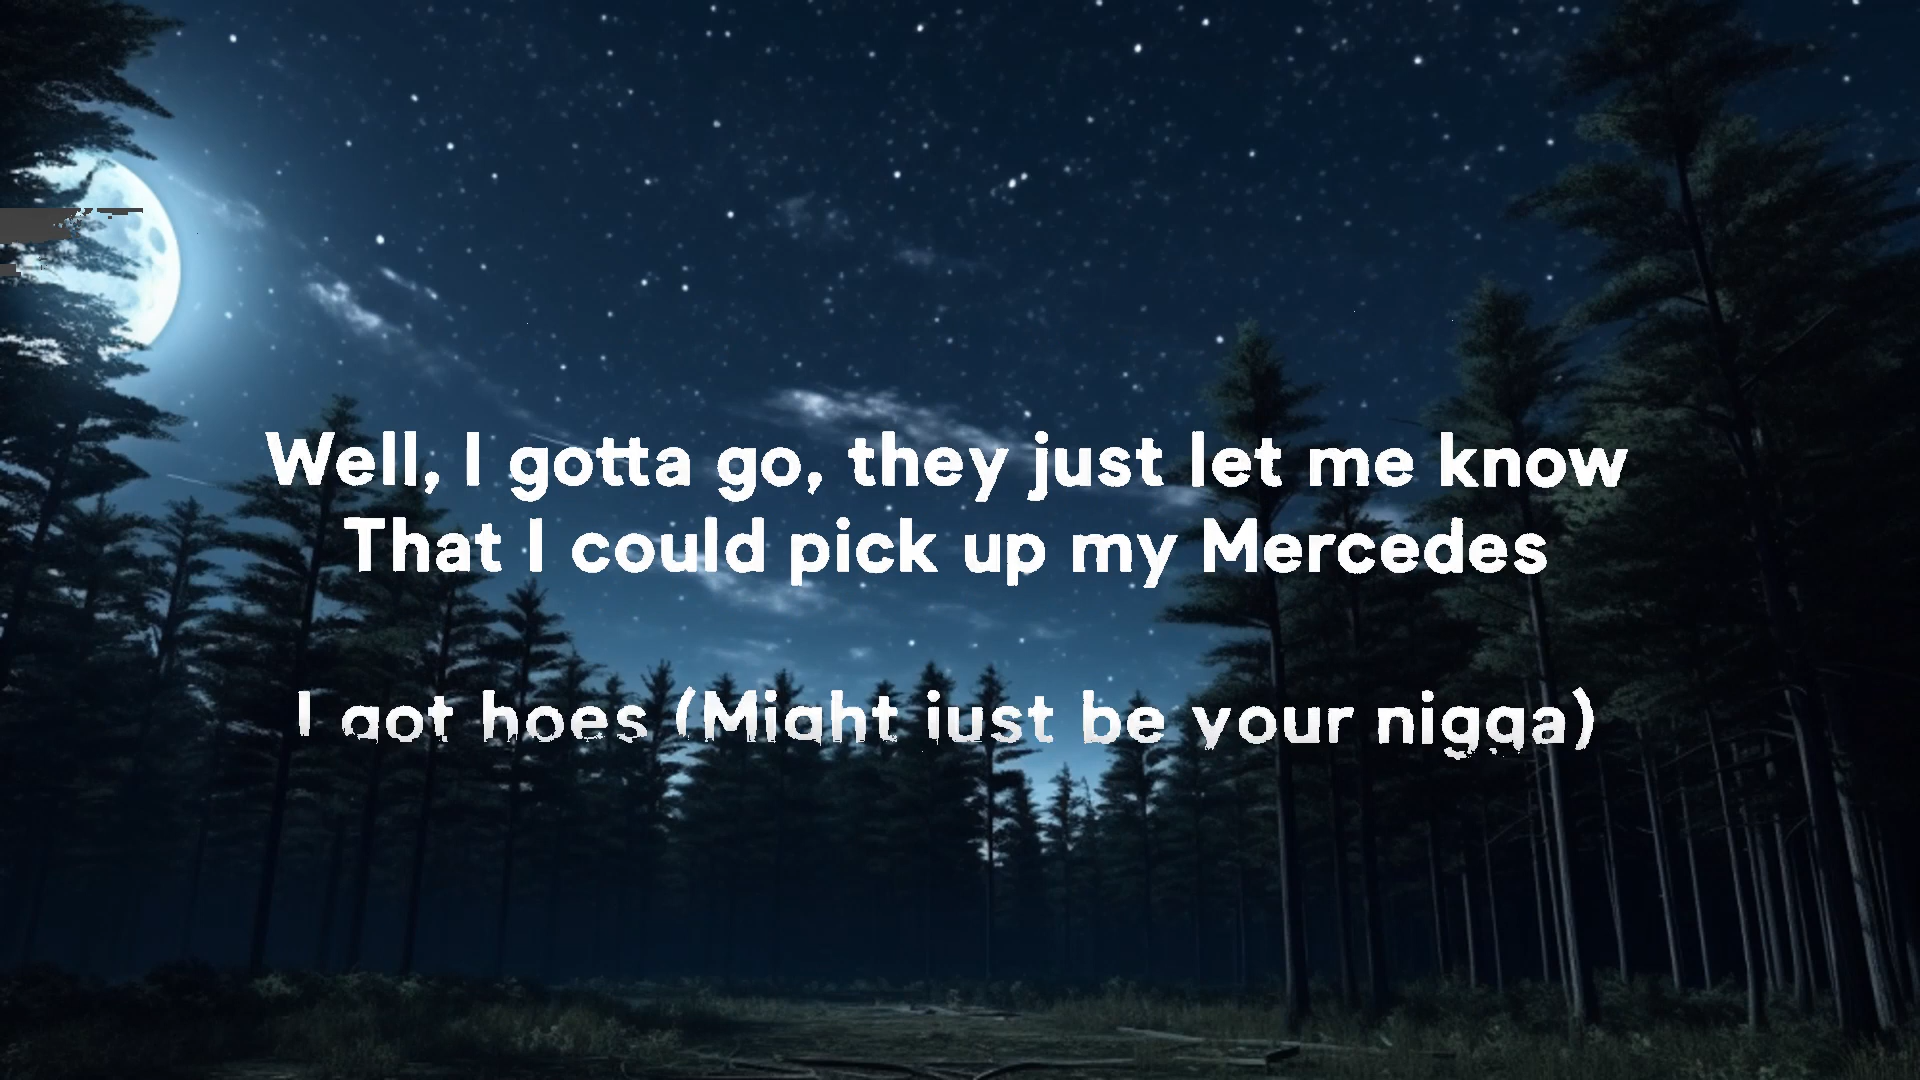 Well, I gotta go, they just let me know
That I could pick up my Mercedes
I got hoes (Might just be your nigga)